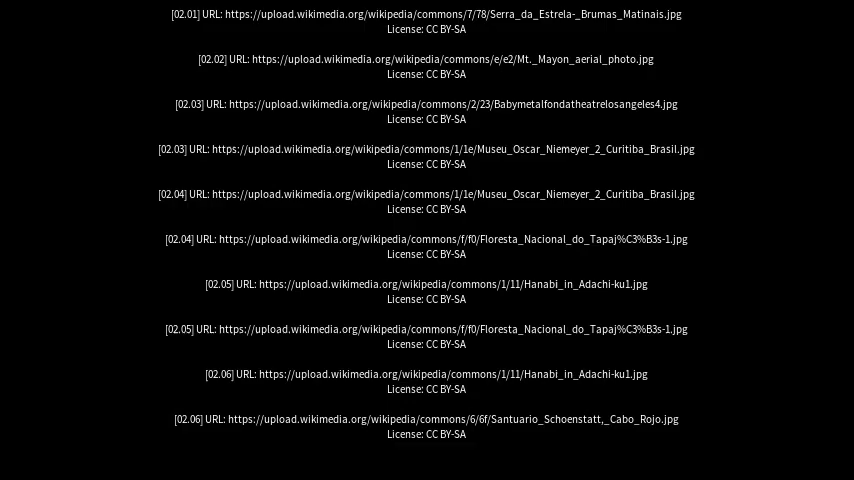 [02.01] URL: https://upload.wikimedia.org/wikipedia/commons/7/78/Serra_da_Estrela-_Brumas_Matinais.jpg
License: CC BY-SA
[02.02] URL: https://upload.wikimedia.org/wikipedia/commons/e/e2/Mt._Mayon_aerial_photo.jpg
License: CC BY-SA
[02.03] URL: https://upload.wikimedia.org/wikipedia/commons/2/23/Babymetalfondatheatrelosangeles4.jpg
License: CC BY-SA
[02.03] URL: https://upload.wikimedia.org/wikipedia/commons/1/1e/Museu_Oscar_Niemeyer_2_Curitiba_Brasil.jpg
License: CC BY-SA
[02.04] URL: https://upload.wikimedia.org/wikipedia/commons/1/1e/Museu_Oscar_Niemeyer_2_Curitiba_Brasil.jpg
License: CC BY-SA
[02.04] URL: https://upload.wikimedia.org/wikipedia/commons/f/f0/Floresta_Nacional_do_Tapaj%C3%B3s-1.jpg
License: CC BY-SA
[02.05] URL: https://upload.wikimedia.org/wikipedia/commons/1/11/Hanabi_in_Adachi-ku1.jpg
License: CC BY-SA
[02.05] URL: https://upload.wikimedia.org/wikipedia/commons/f/f0/Floresta_Nacional_do_Tapaj%C3%B3s-1.jpg
License: CC BY-SA
[02.06] URL: https://upload.wikimedia.org/wikipedia/commons/1/11/Hanabi_in_Adachi-ku1.jpg
License: CC BY-SA
[02.06] URL: https://upload.wikimedia.org/wikipedia/commons/6/6f/Santuario_Schoenstatt,_Cabo_Rojo.jpg
License: CC BY-SA